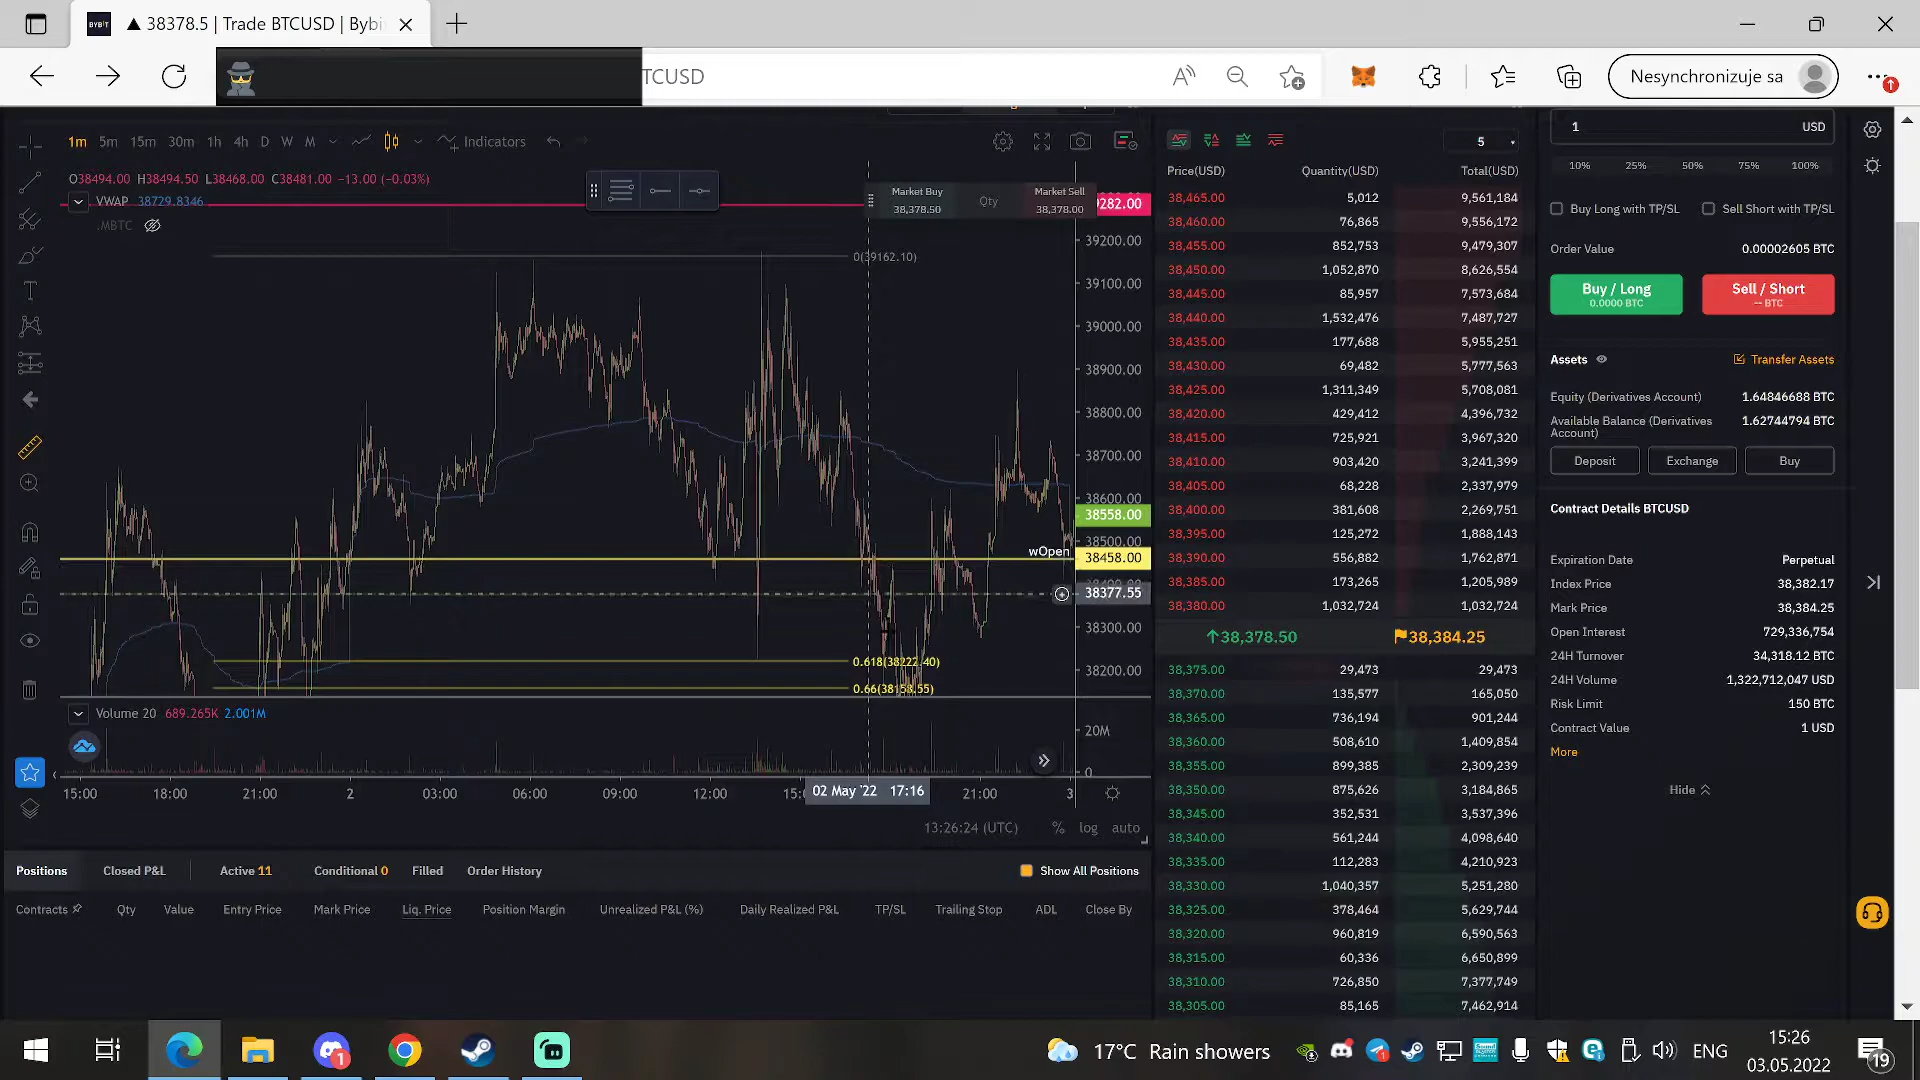 ▲ 38378.5 | Trade BTCUSD | Bybi
TCUSD
Nesynchronizuje sa
1m 5m 15m 30m 1h 4h D W M Indicators
O38494.00 H38494.50 L38468.00 C38481.00 −13.00 (−0.03%)
VWAP 38729.8346
.MBTC
Market Buy
38,378.50
Qty
Market Sell
38,378.00
282.00
39200.00
0(39162.10)
39100.00
39000.00
38900.00
38800.00
38700.00
38600.00
38558.00
38500.00
wOpen 38458.00
38377.55
38300.00
0.618(38222.40)
38200.00
0.66(38158.55)
Volume 20 689.265K 2.001M
20M
0
15:00 18:00 21:00 2 03:00 06:00 09:00 12:00 02 May '22 17:16 21:00 3
13:26:24 (UTC) % log auto
5
Price(USD) Quantity(USD) Total(USD)
38,465.00 5,012 9,561,184
38,460.00 76,865 9,556,172
38,455.00 852,753 9,479,307
38,450.00 1,052,870 8,626,554
38,445.00 85,957 7,573,684
38,440.00 1,532,476 7,487,727
38,435.00 177,688 5,955,251
38,430.00 69,482 5,777,563
38,425.00 1,311,349 5,708,081
38,420.00 429,412 4,396,732
38,415.00 725,921 3,967,320
38,410.00 903,420 3,241,399
38,405.00 68,228 2,337,979
38,400.00 381,608 2,269,751
38,395.00 125,272 1,888,143
38,390.00 556,882 1,762,871
38,385.00 173,265 1,205,989
38,380.00 1,032,724 1,032,724
↑38,378.50 38,384.25
38,375.00 29,473 29,473
38,370.00 135,577 165,050
38,365.00 736,194 901,244
38,360.00 508,610 1,409,854
38,355.00 899,385 2,309,239
38,350.00 875,626 3,184,865
38,345.00 352,531 3,537,396
38,340.00 561,244 4,098,640
38,335.00 112,283 4,210,923
38,330.00 1,040,357 5,251,280
38,325.00 378,464 5,629,744
38,320.00 960,819 6,590,563
38,315.00 60,336 6,650,899
38,310.00 726,850 7,377,749
38,305.00 85,165 7,462,914
1 USD
10% 25% 50% 75% 100%
Buy Long with TP/SL Sell Short with TP/SL
Order Value 0.00002605 BTC
Buy / Long
0.0000 BTC
Sell / Short
-- BTC
Assets Transfer Assets
Equity (Derivatives Account) 1.64846688 BTC
Available Balance (Derivatives Account) 1.62744794 BTC
Deposit Exchange Buy
Contract Details BTCUSD
Expiration Date Perpetual
Index Price 38,382.17
Mark Price 38,384.25
Open Interest 729,336,754
24H Turnover 34,318.12 BTC
24H Volume 1,322,712,047 USD
Risk Limit 150 BTC
Contract Value 1 USD
More
Hide
Positions Closed P&L Active 11 Conditional 0 Filled Order History Show All Positions
Contracts Qty Value Entry Price Mark Price Liq. Price Position Margin Unrealized P&L (%) Daily Realized P&L TP/SL Trailing Stop ADL Close By
17°C Rain showers
ENG
15:26
03.05.2022
19